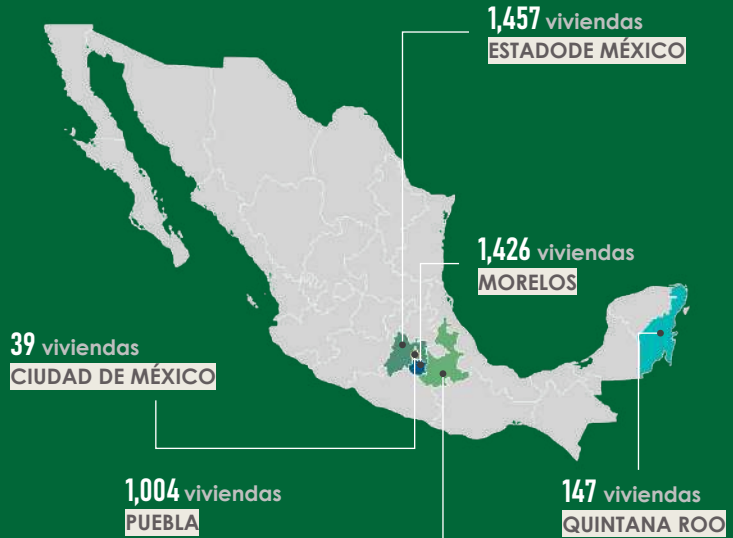 1,457 viviendas
ESTADODE MÉXICO
1,426 viviendas
MORELOS
39 viviendas
CIUDAD DE MÉXICO
1,004 viviendas
PUEBLA
147 viviendas
QUINTANA ROO